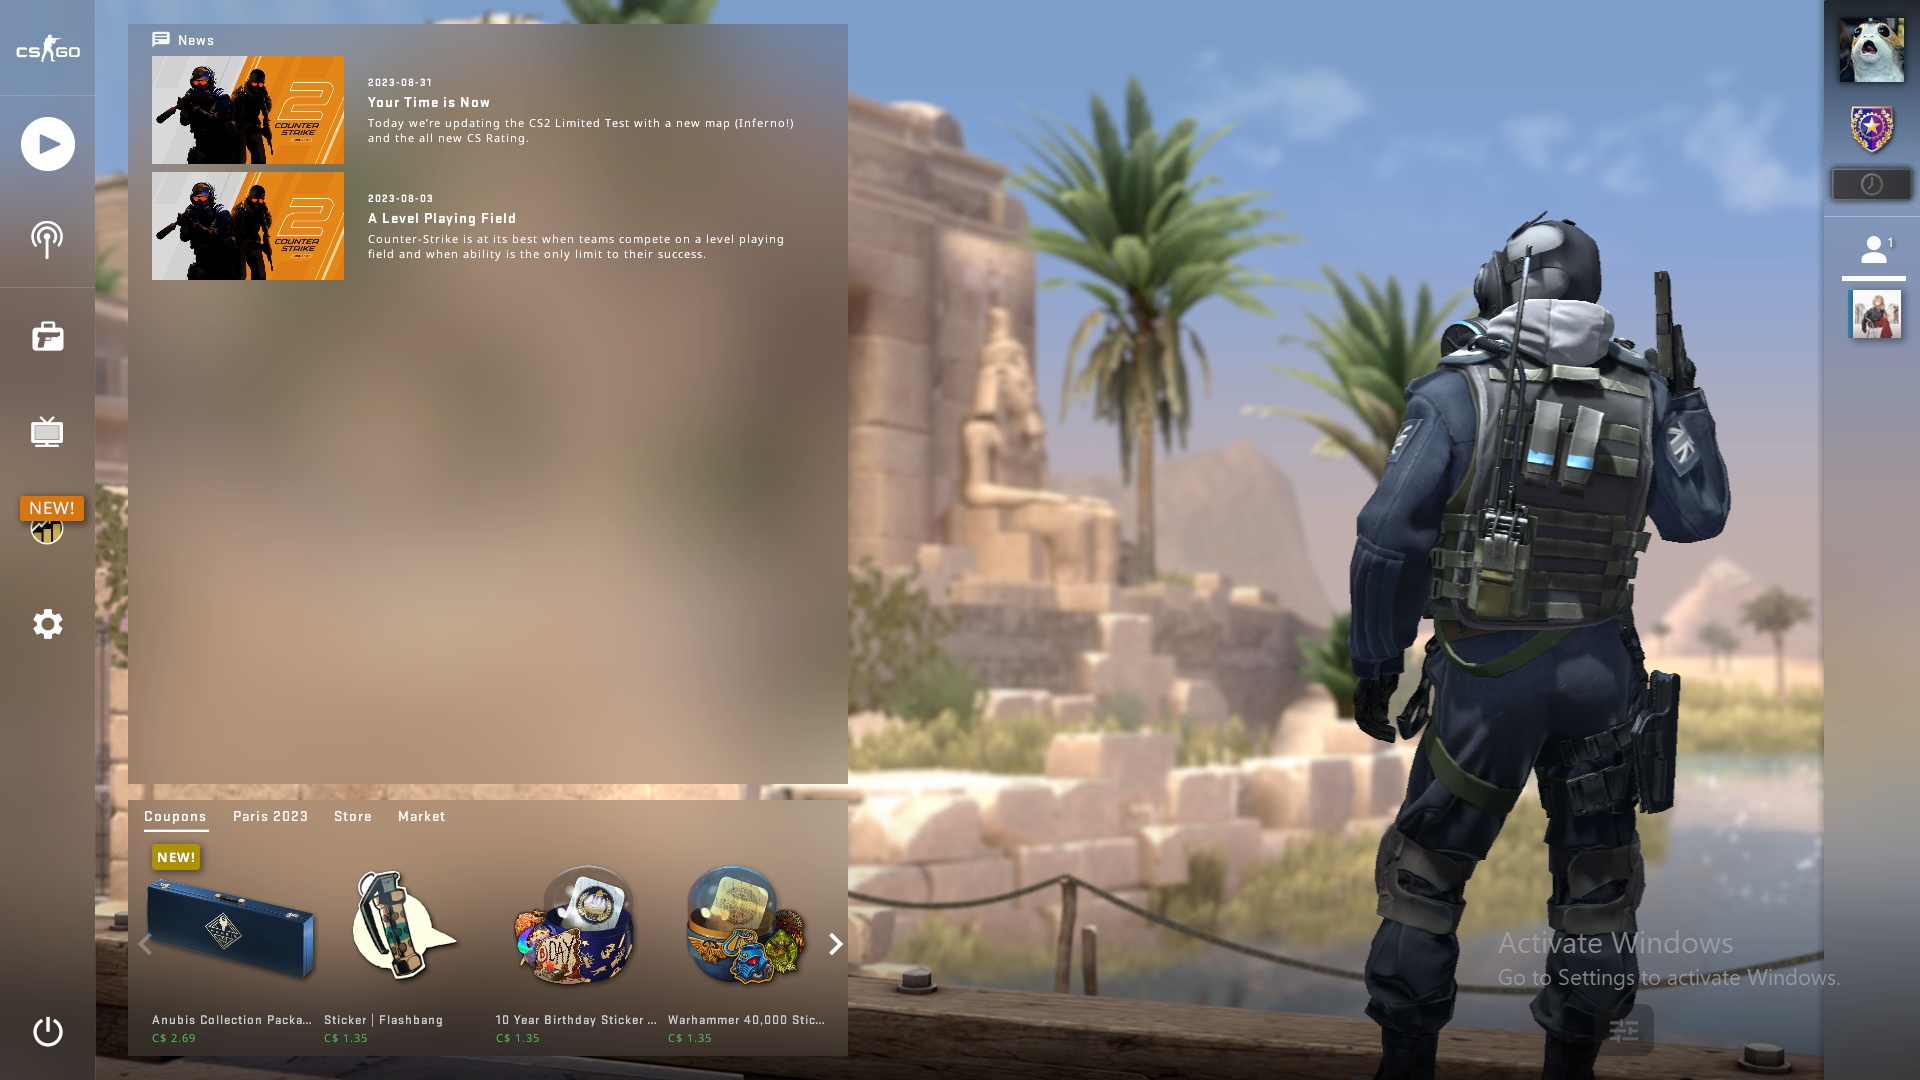 CS GO
News
2023-08-31
Your Time is Now
Today we're updating the CS2 Limited Test with a new map (Inferno!)
and the all new CS Rating.
2
COUNTER
STRIKE
2023-08-03
A Level Playing Field
Counter-Strike is at its best when teams compete on a level playing
field and when ability is the only limit to their success.
2
COUNTER
STRIKE
1
NEW!
Coupons Paris 2023 Store Market
NEW!
Anubis Collection Packa... Sticker | Flashbang 10 Year Birthday Sticker ... Warhammer 40,000 Stic...
C$ 2.69 C$ 1.35 C$ 1.35 C$ 1.35
Activate Windows
Go to Settings to activate Windows.